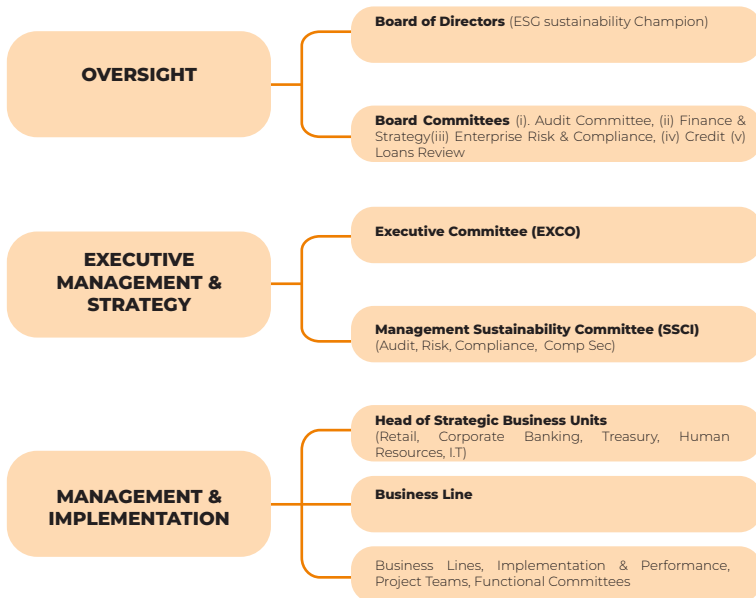 OVERSIGHT
Board of Directors (ESG sustainability Champion)
Board Committees (i). Audit Committee, (ii) Finance &
Strategy(iii) Enterprise Risk & Compliance, (iv) Credit (v)
Loans Review
EXECUTIVE
MANAGEMENT &
STRATEGY
Executive Committee (EXCO)
Management Sustainability Committee (SSCI)
(Audit, Risk, Compliance, Comp Sec)
MANAGEMENT &
IMPLEMENTATION
Head of Strategic Business Units
(Retail, Corporate Banking, Treasury, Human
Resources, I.T)
Business Line
Business Lines, Implementation & Performance,
Project Teams, Functional Committees